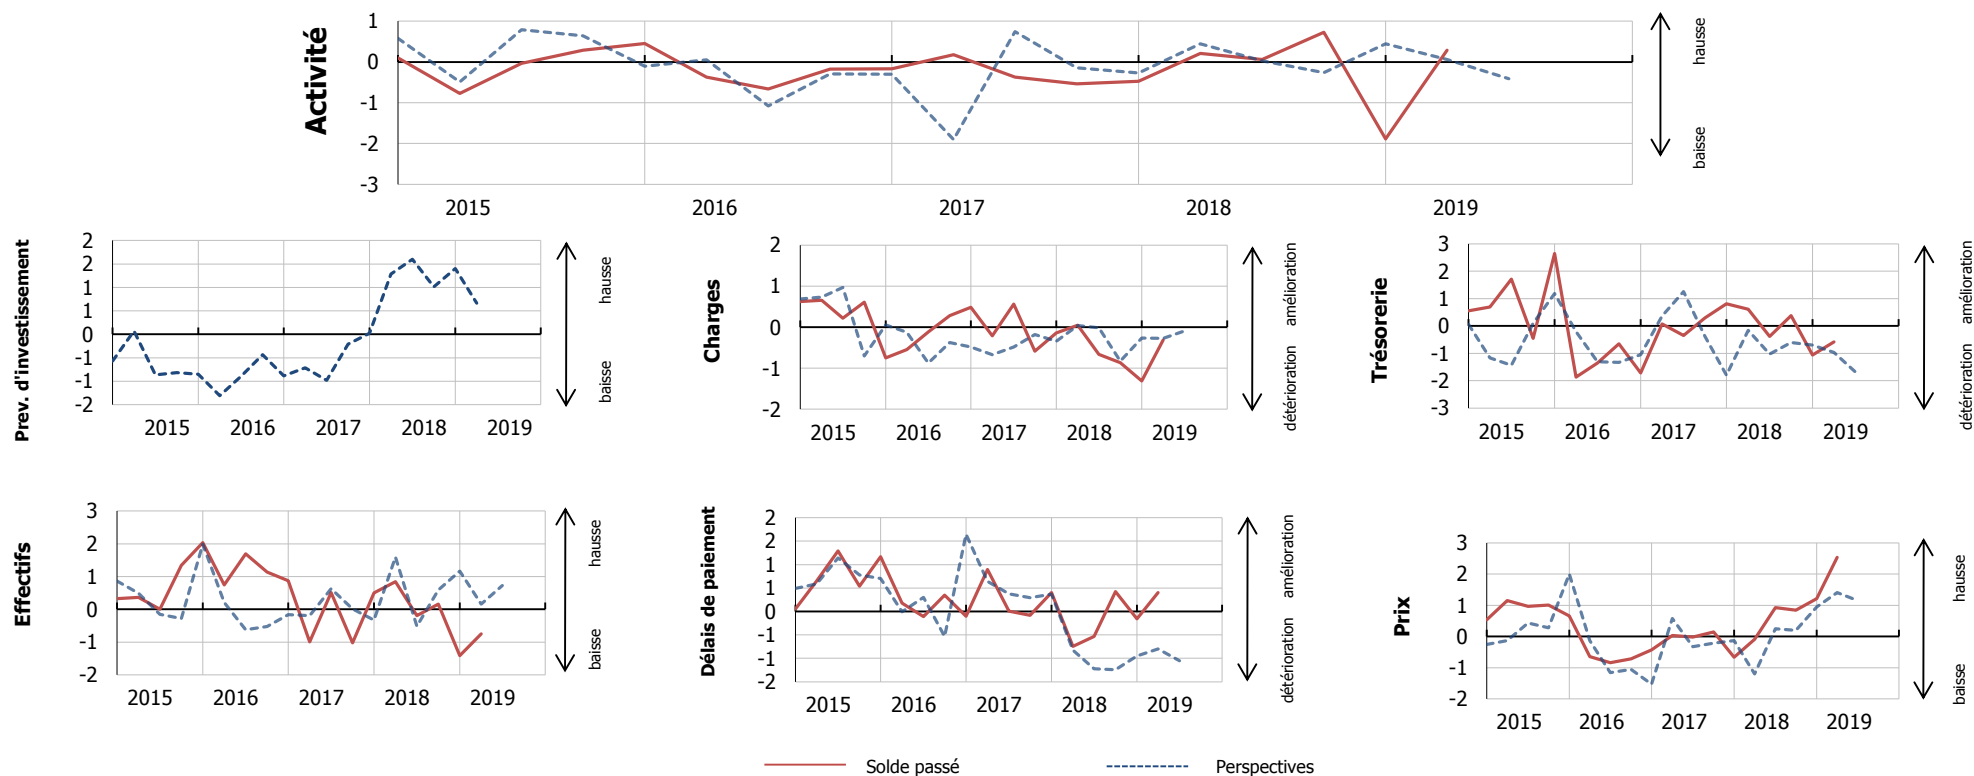 Activité
1
0
-1
-2
-3
2015 2016 2017 2018 2019
hausse
baisse
Prev. d'investissement
2
2
1
1
0
-1
-1
-2
2015 2016 2017 2018 2019
hausse
baisse
Charges
2
1
0
-1
-2
2015 2016 2017 2018 2019
amélioration
détérioration
Trésorerie
3
2
1
0
-1
-2
-3
2015 2016 2017 2018 2019
amélioration
détérioration
Effectifs
3
2
1
0
-1
-2
2015 2016 2017 2018 2019
hausse
baisse
Délais de paiement
2
2
1
1
0
-1
-1
-2
2015 2016 2017 2018 2019
amélioration
détérioration
Prix
3
2
1
0
-1
-2
2015 2016 2017 2018 2019
hausse
baisse
Solde passé Perspectives